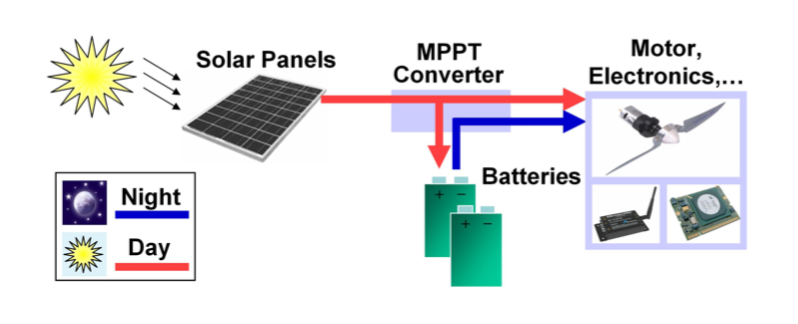 Solar Panels
MPPT
Converter
Motor,
Electronics,...
Batteries
+ −
+ −
Night
Day